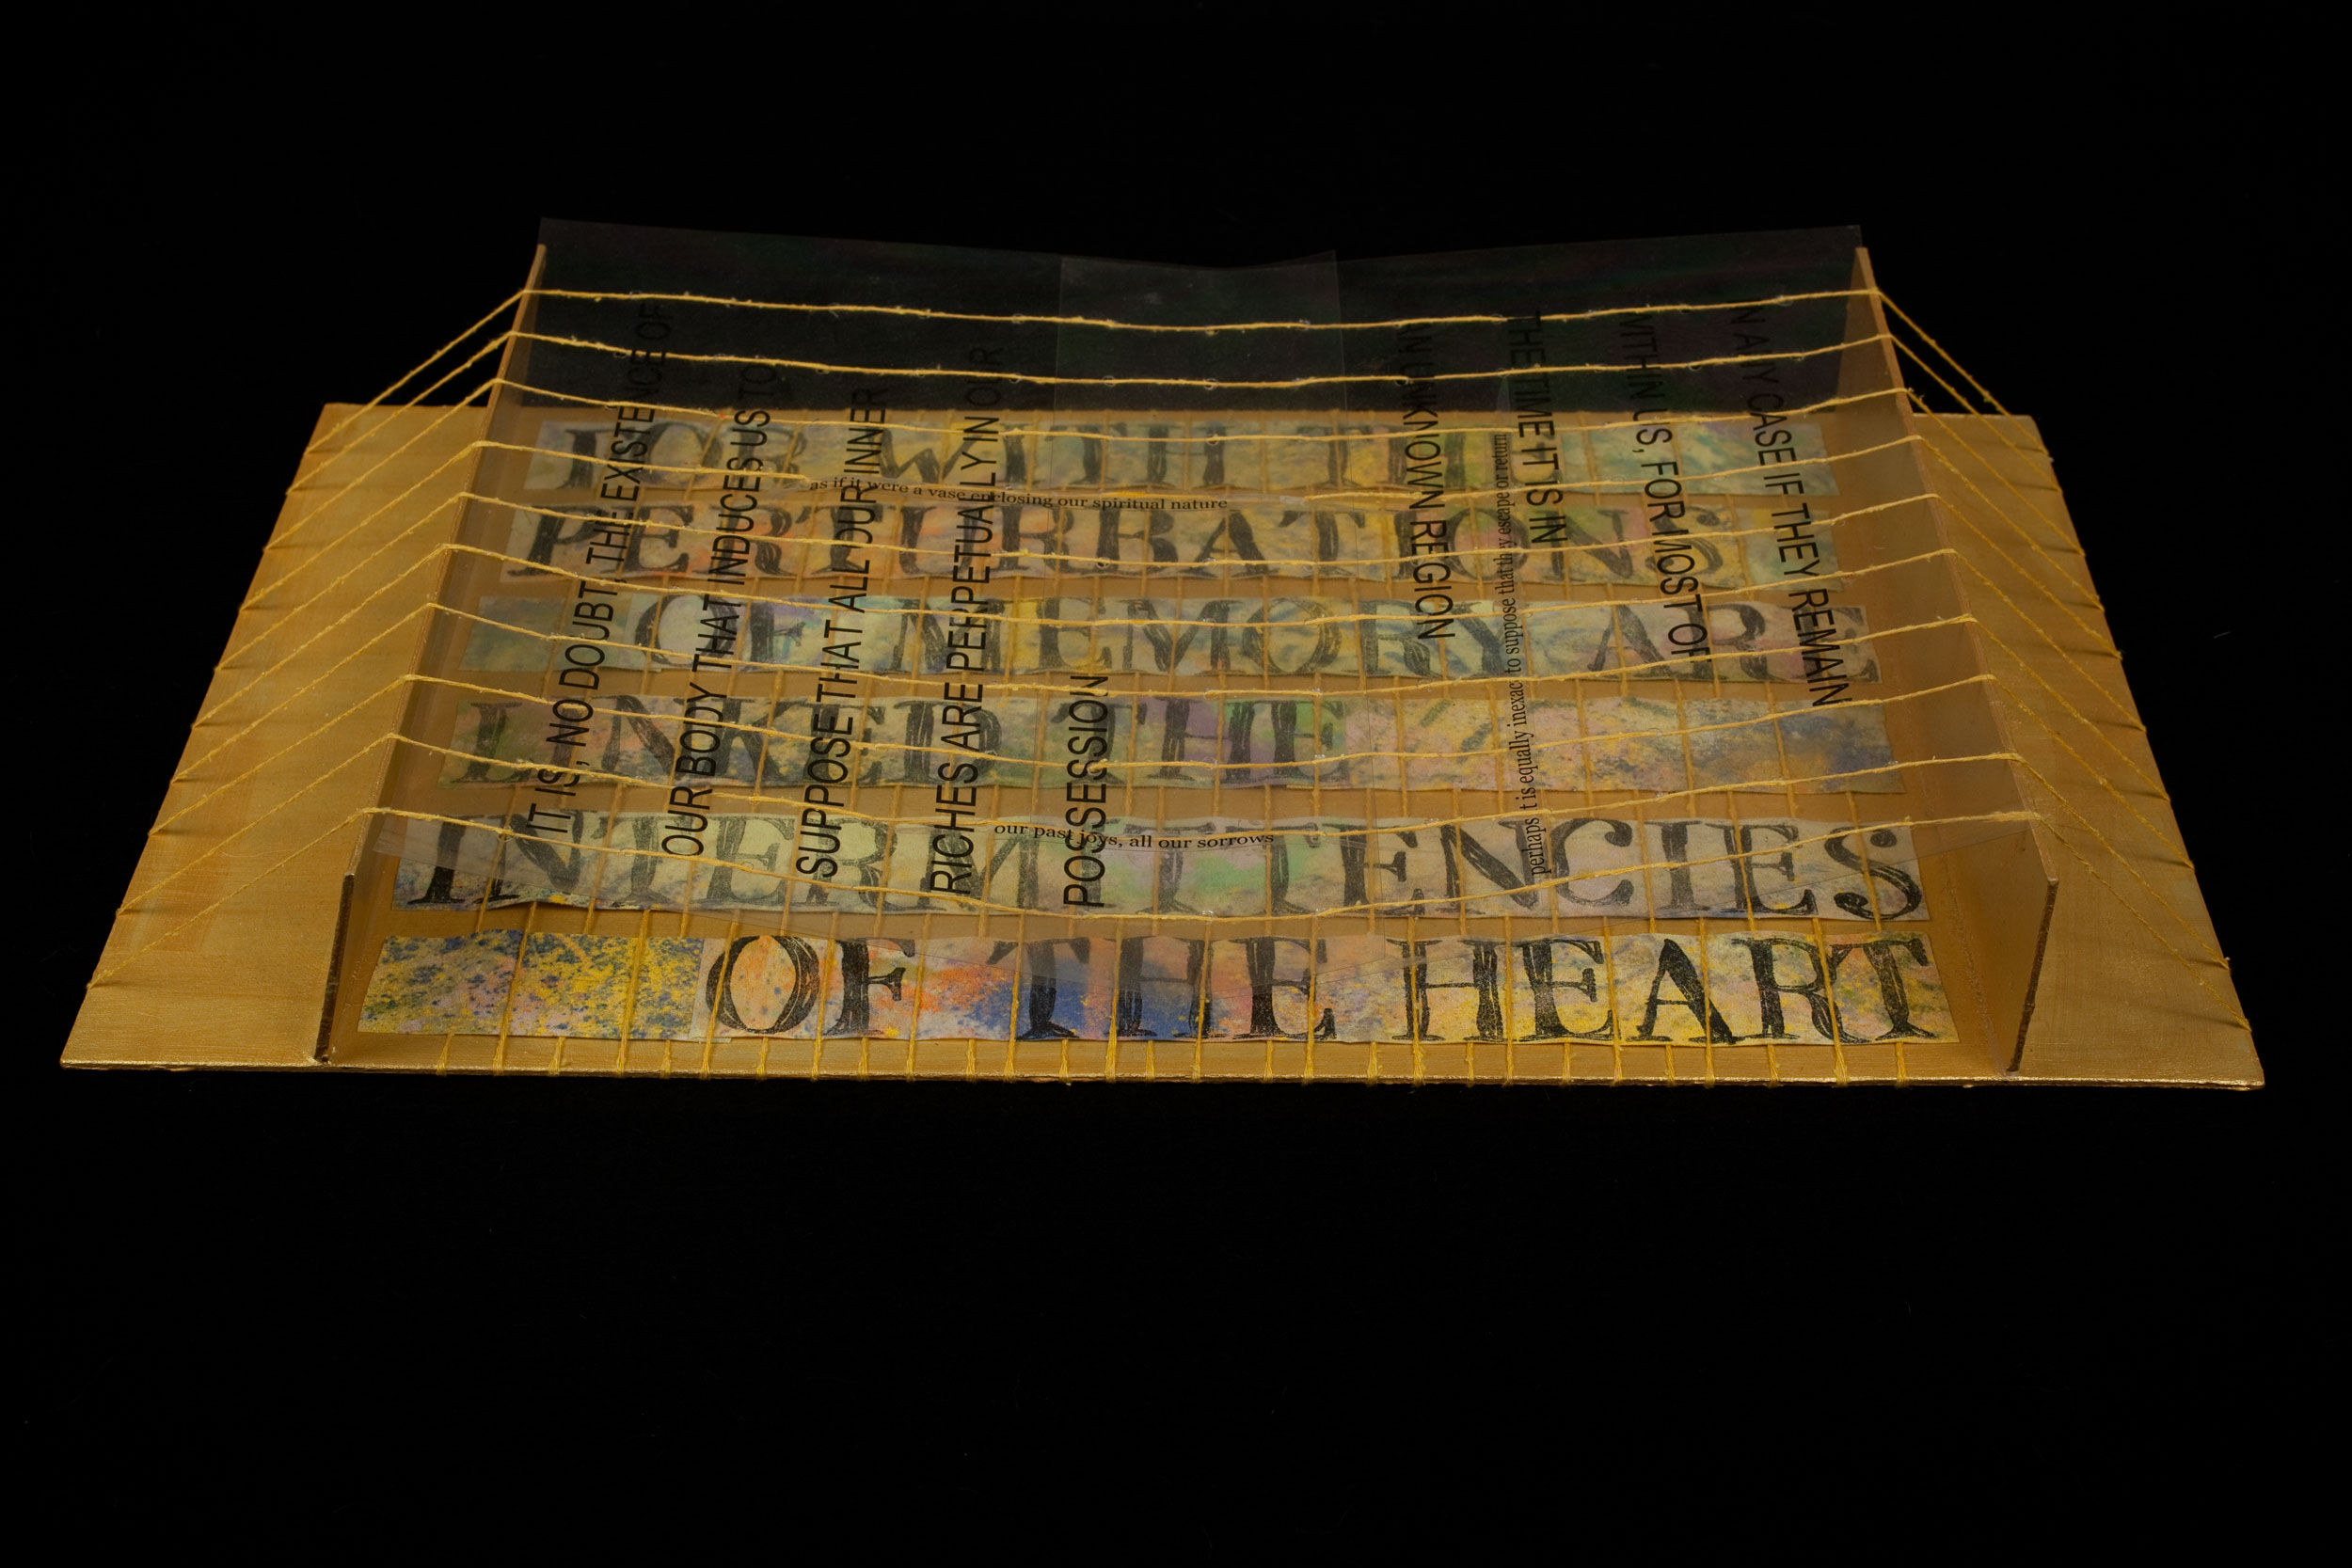 FOR WITH THE
PERTURBATIONS
OF MEMORY ARE
LINKED THE
INTERMITTENCIES
OF THE HEART
IT IS, NO DOUBT, THE EXISTENCE OF
OUR BODY THAT INDUCES US TO
SUPPOSE THAT ALL OUR INNER
RICHES ARE PERPETUALLY IN OUR
POSSESSION
as if it were a vase enclosing our spiritual nature
our past joys, all our sorrows
perhaps it is equally inexact to suppose that they escape or return
IN ANY CASE IF THEY REMAIN
WITHIN US, FOR MOST OF
THE TIME IT IS IN
AN UNKNOWN REGION